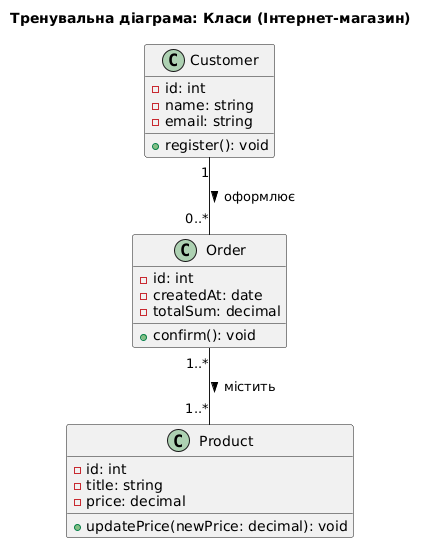 Тренувальна діаграма: Класи (Інтернет-магазин)
C Customer
id: int
name: string
email: string
register(): void
1
оформлює
0..*
C Order
id: int
createdAt: date
totalSum: decimal
confirm(): void
1..*
містить
1..*
C Product
id: int
title: string
price: decimal
updatePrice(newPrice: decimal): void